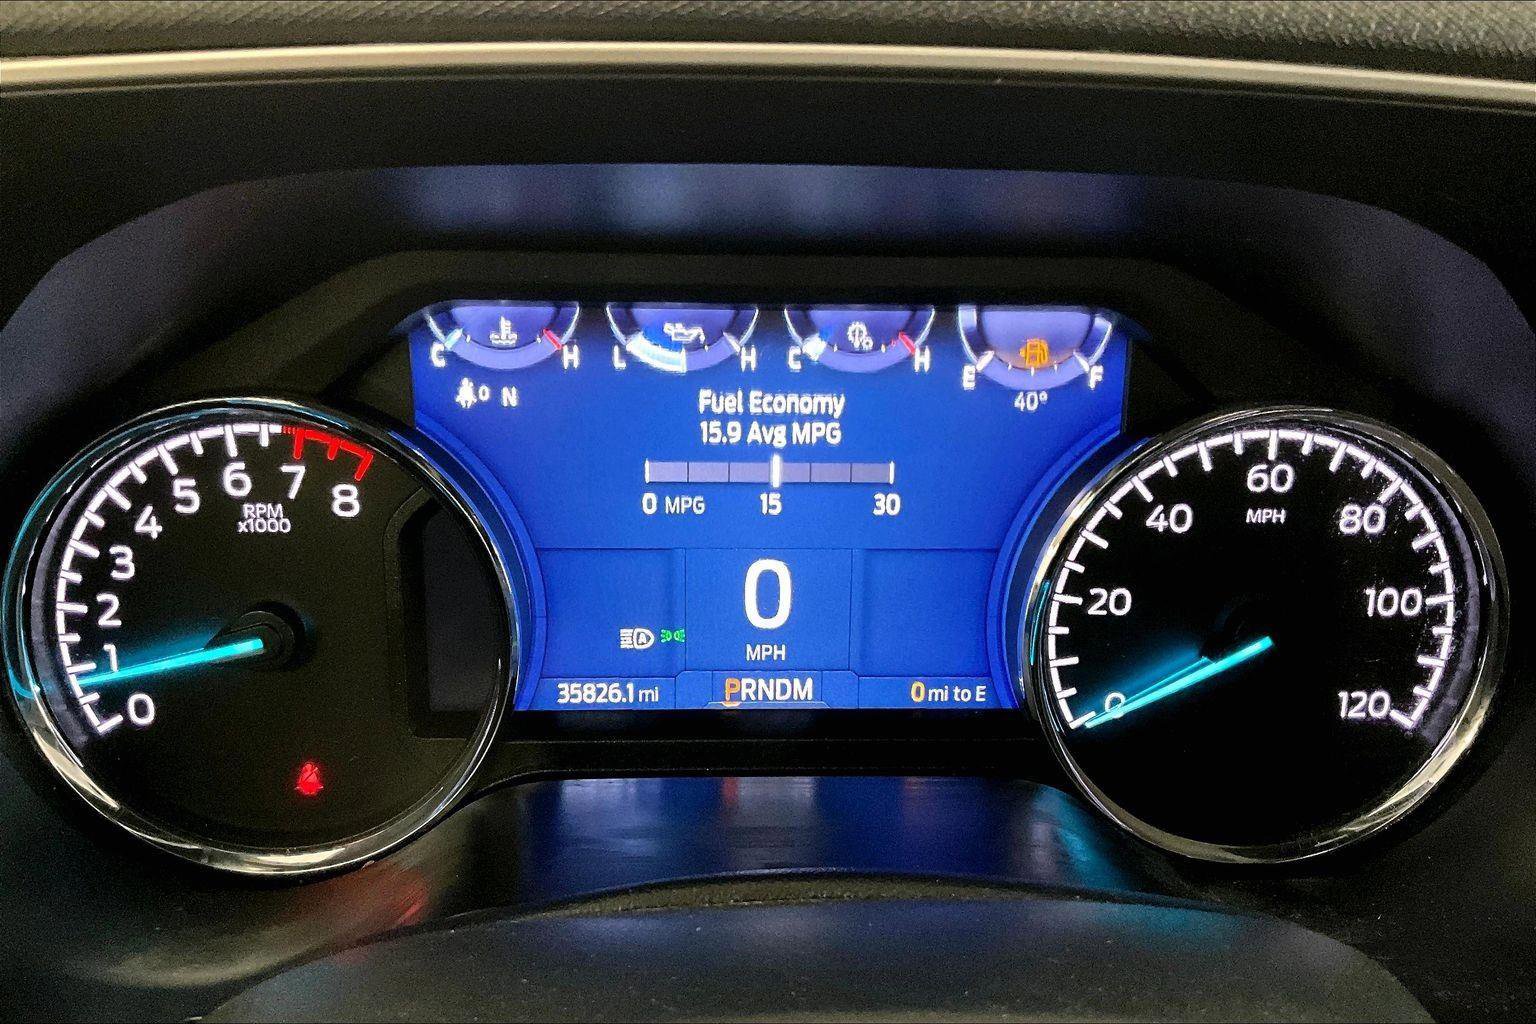 C H L H C H E F
0 N
40°
Fuel Economy
15.9 Avg MPG
0 MPG 15 30
0 1 2 3 4 5 6 7 8
RPM
x1000
0 20 40 60 80 100 120
MPH
A
0
MPH
35826.1 mi
PRNDM
0 mi to E